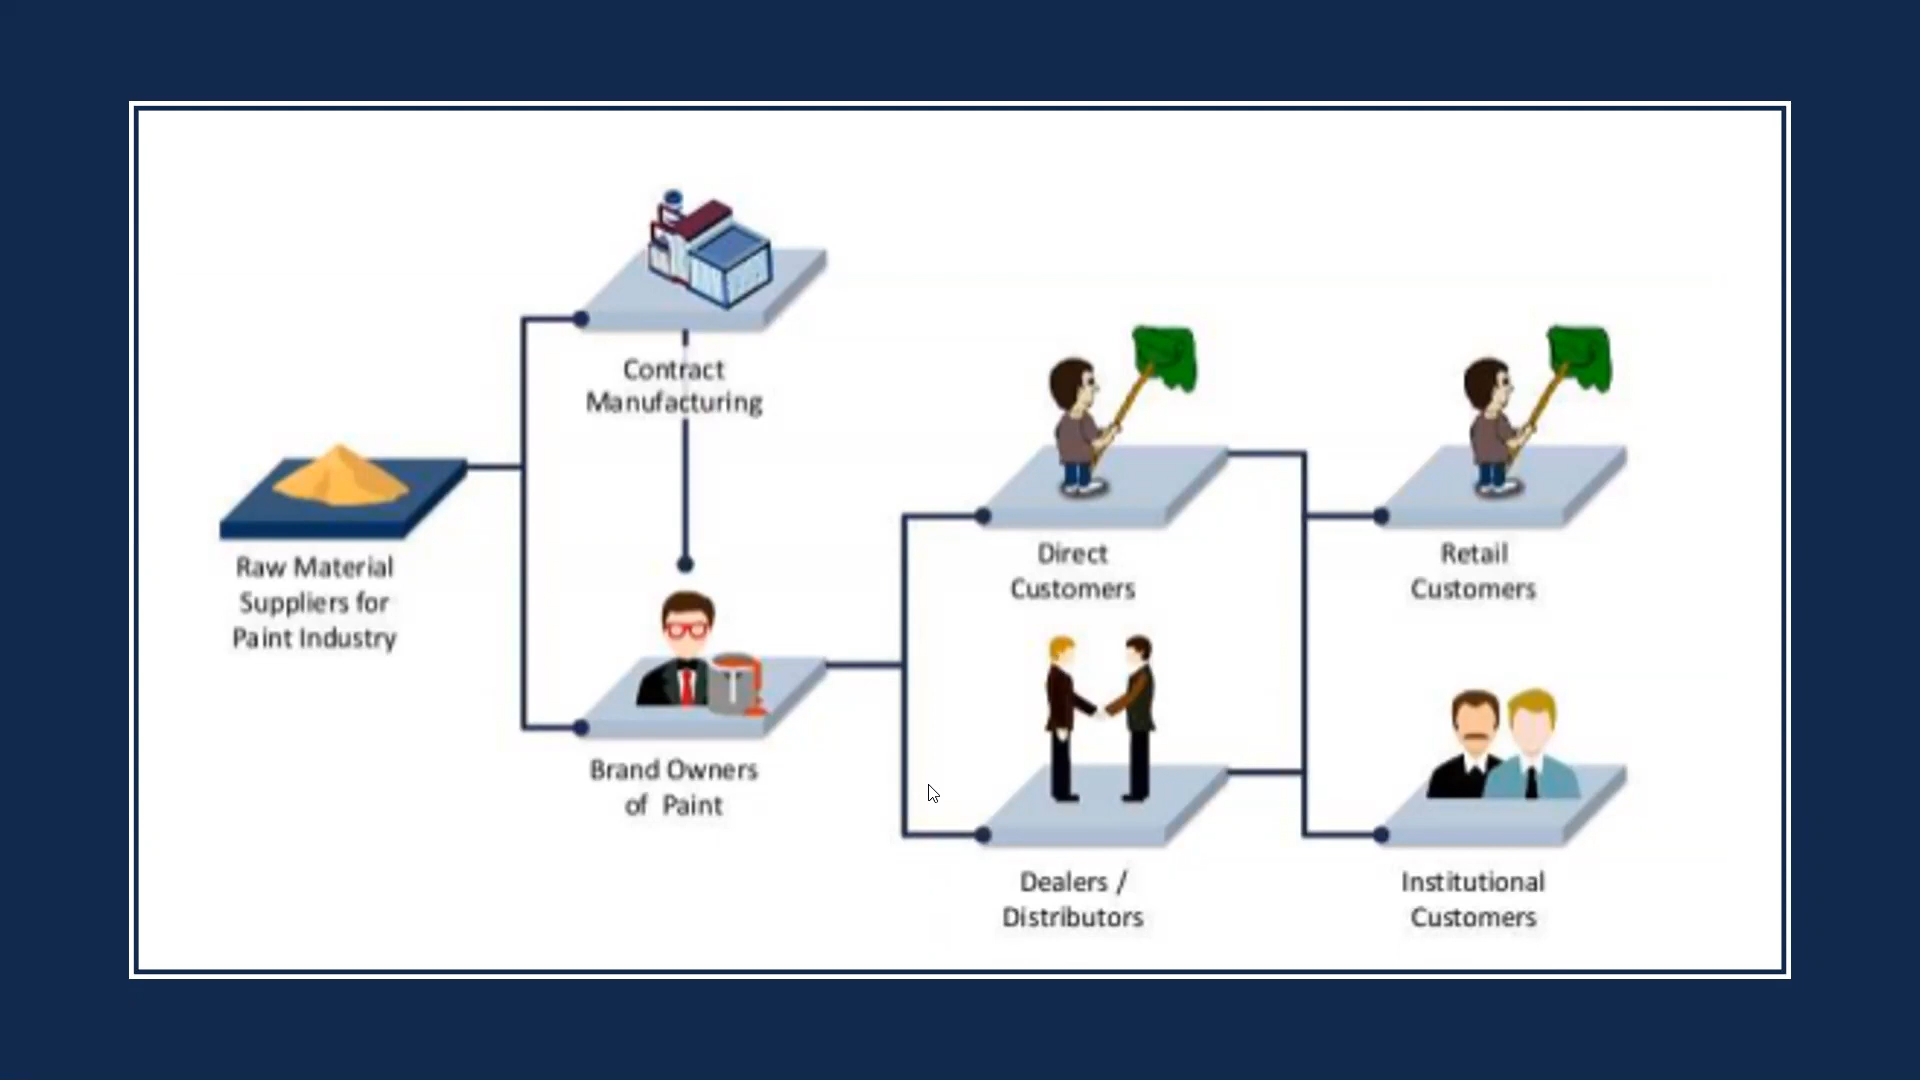 Contract
Manufacturing
Raw Material
Suppliers for
Paint Industry
Brand Owners
of Paint
Direct
Customers
Dealers /
Distributors
Retail
Customers
Institutional
Customers